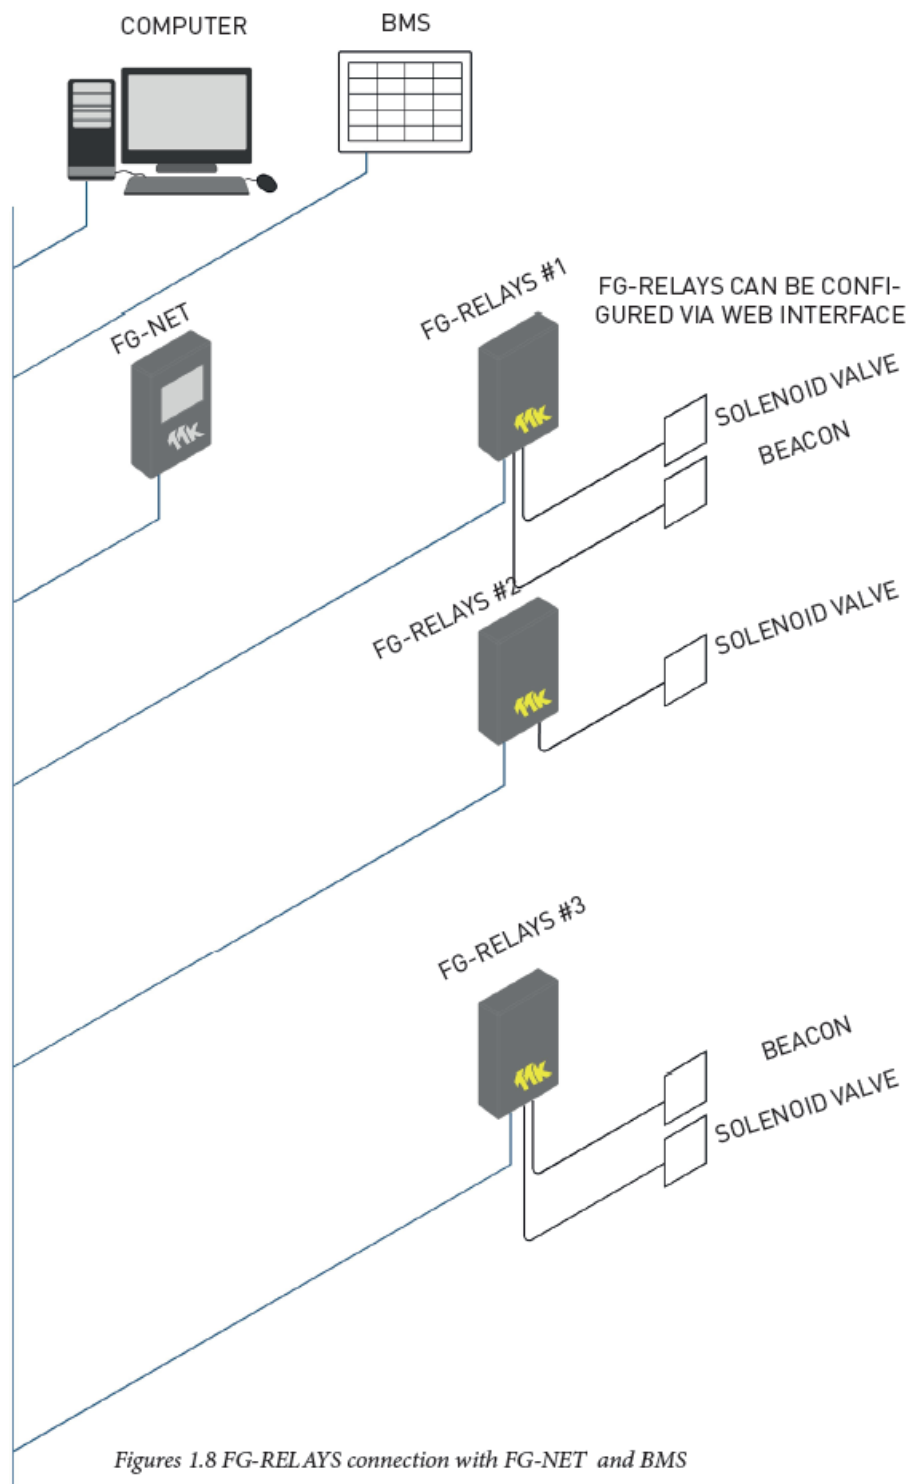 COMPUTER
BMS
FG-NET
FG-RELAYS #1
FG-RELAYS CAN BE CONFI-
GURED VIA WEB INTERFACE
SOLENOID VALVE
BEACON
FG-RELAYS #2
SOLENOID VALVE
FG-RELAYS #3
BEACON
SOLENOID VALVE
Figures 1.8 FG-RELAYS connection with FG-NET and BMS